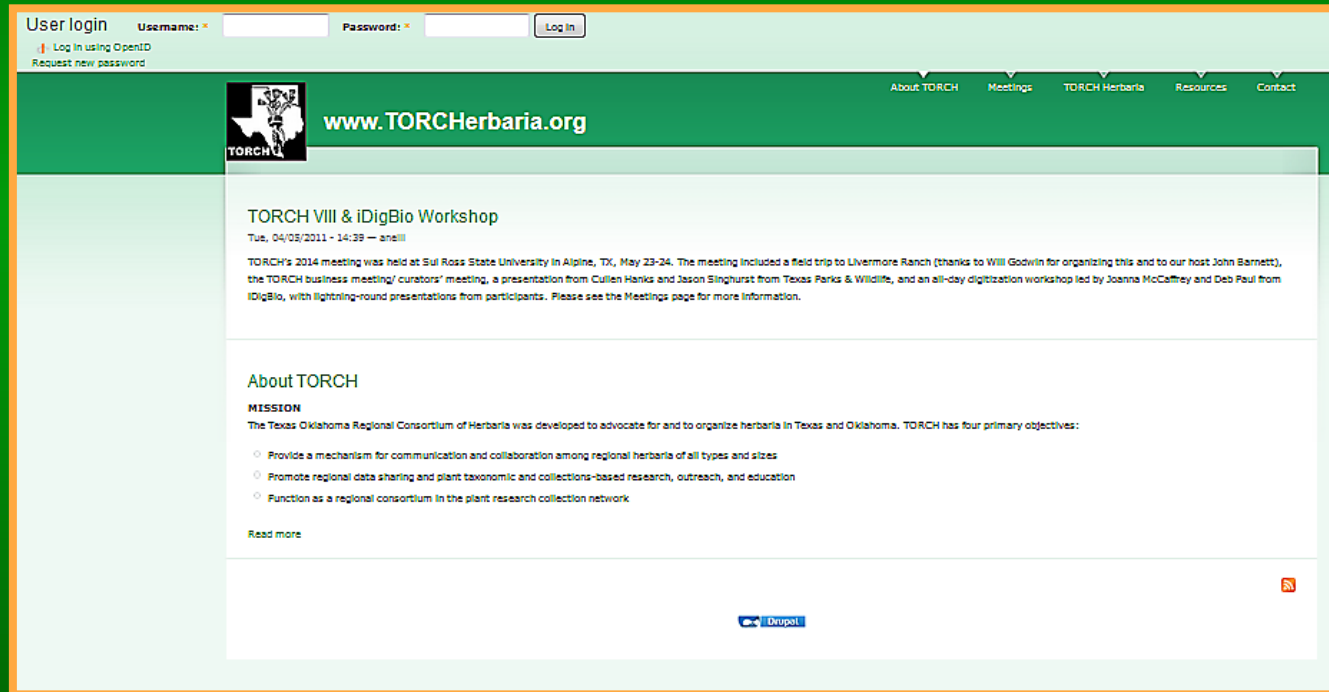 User login Username: * Password: * Log in
Log in using OpenID
Request new password
About TORCH Meetings TORCH Herbaria Resources Contact
TORCH
www.TORCHerbaria.org
TORCH VIII & iDigBio Workshop
Tue, 04/05/2011 - 14:39 — aneill
TORCH's 2014 meeting was held at Sul Ross State University in Alpine, TX, May 23-24. The meeting included a field trip to Livermore Ranch (thanks to Will Godwin for organizing this and to our host John Barnett),
the TORCH business meeting/ curators' meeting, a presentation from Cullen Hanks and Jason Singhurst from Texas Parks & Wildlife, and an all-day digitization workshop led by Joanna McCaffrey and Deb Paul from
iDigBio, with lightning-round presentations from participants. Please see the Meetings page for more information.
About TORCH
MISSION
The Texas Oklahoma Regional Consortium of Herbaria was developed to advocate for and to organize herbaria in Texas and Oklahoma. TORCH has four primary objectives:
Provide a mechanism for communication and collaboration among regional herbaria of all types and sizes
Promote regional data sharing and plant taxonomic and collections-based research, outreach, and education
Function as a regional consortium in the plant research collection network
Read more
Drupal